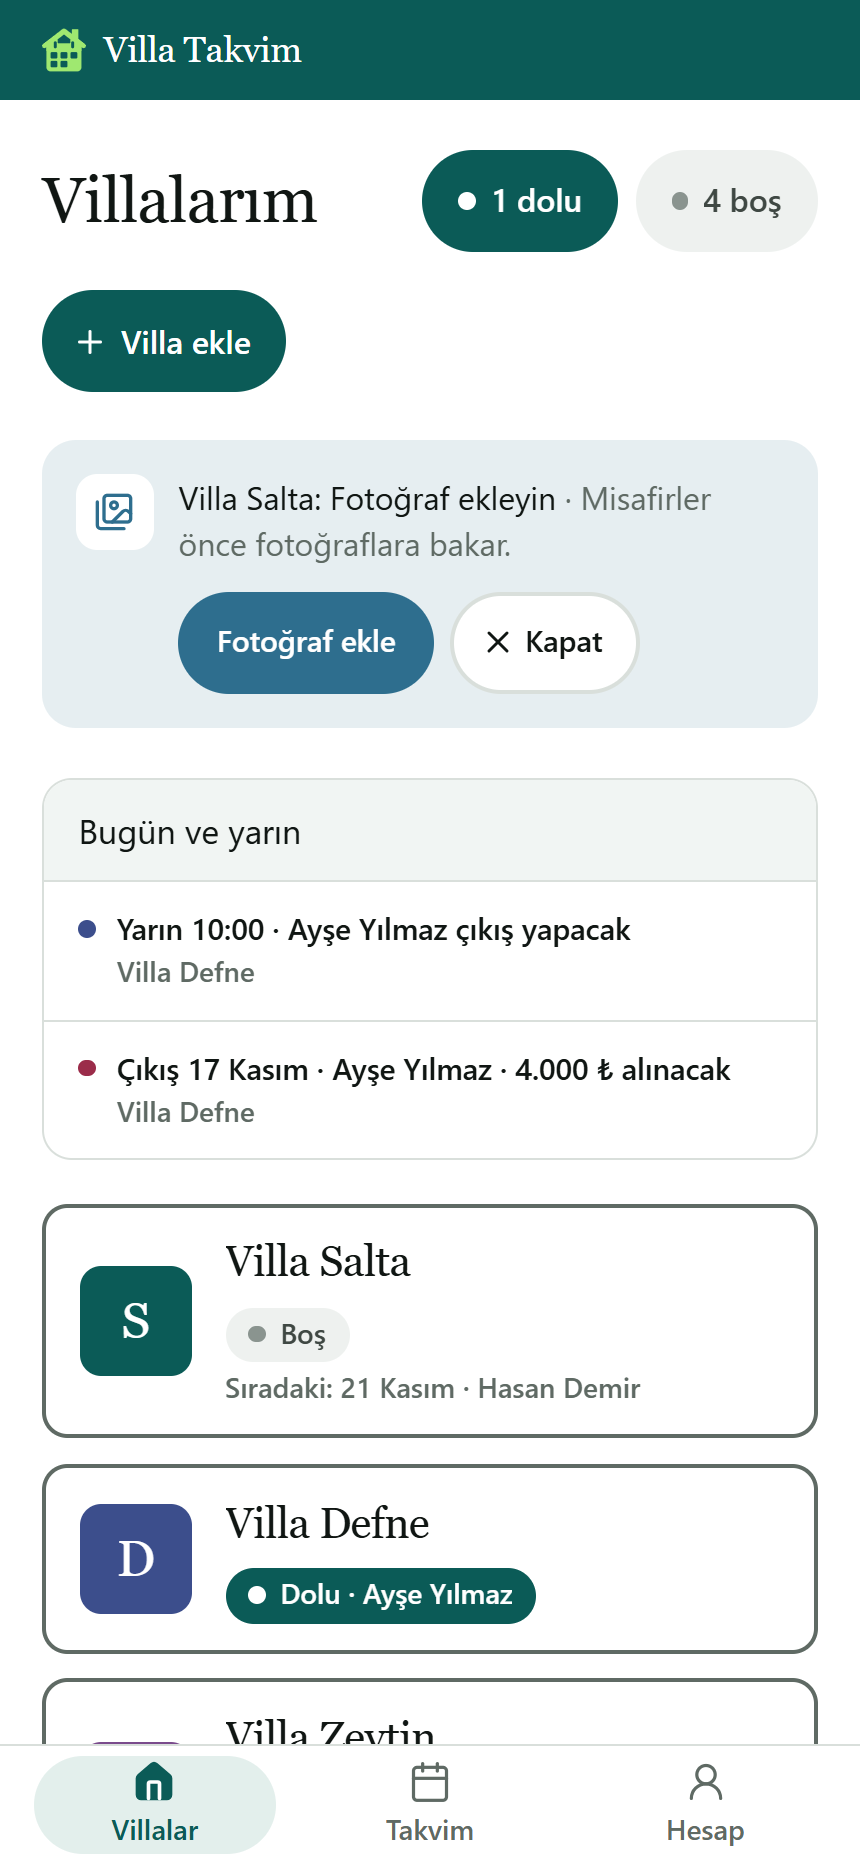 Villa Takvim
Villalarım
1 dolu
4 boş
+ Villa ekle
Villa Salta: Fotoğraf ekleyin · Misafirler
önce fotoğraflara bakar.
Fotoğraf ekle
Kapat
Bugün ve yarın
Yarın 10:00 · Ayşe Yılmaz çıkış yapacak
Villa Defne
Çıkış 17 Kasım · Ayşe Yılmaz · 4.000 ₺ alınacak
Villa Defne
S
Villa Salta
Boş
Sıradaki: 21 Kasım · Hasan Demir
D
Villa Defne
Dolu · Ayşe Yılmaz
Villa Zeytin
Villalar
Takvim
Hesap